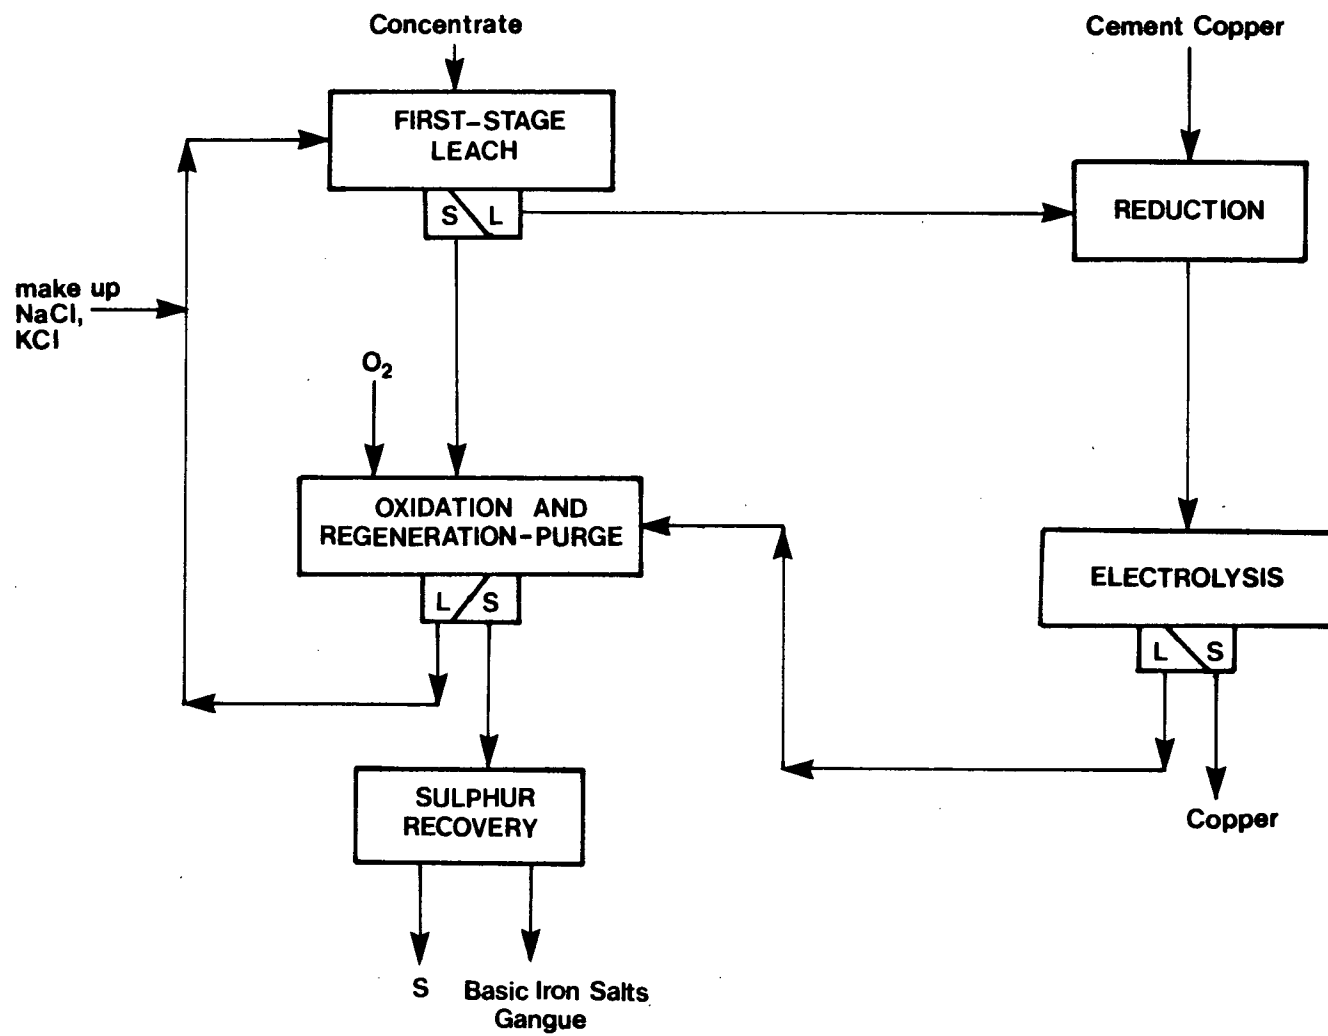 Concentrate
Cement Copper
FIRST-STAGE
LEACH
S L
REDUCTION
make up
NaCl,
KCl
O₂
OXIDATION AND
REGENERATION-PURGE
L S
ELECTROLYSIS
L S
Copper
SULPHUR
RECOVERY
S
Basic Iron Salts
Gangue